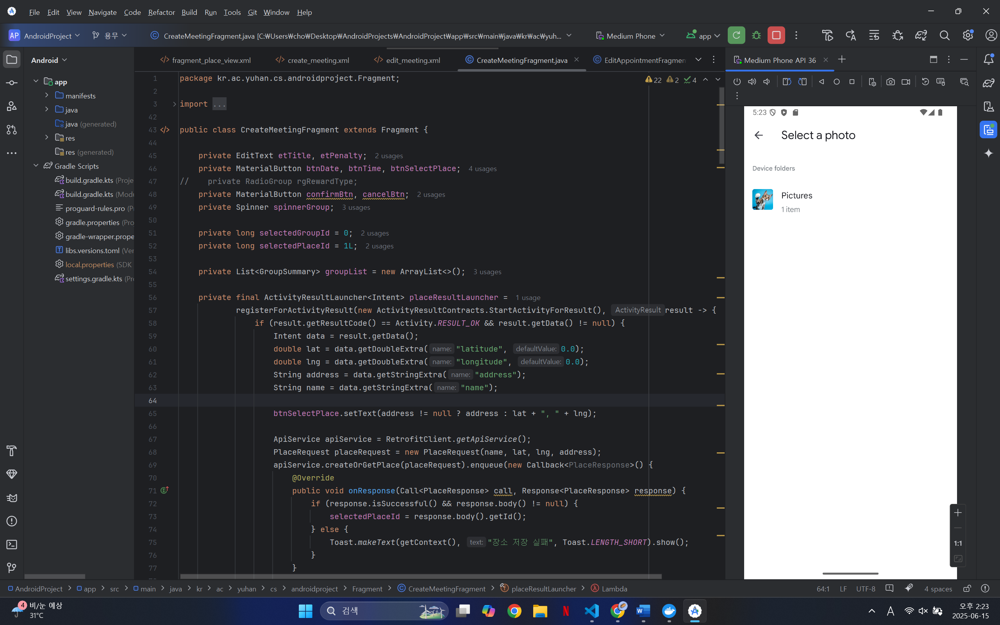 File Edit View Navigate Code Refactor Build Run Tools Git Window Help
AP AndroidProject 용무 CreateMeetingFragment.java [C:₩Users₩cho₩Desktop₩AndroidProjects₩AndroidProject₩app₩src₩main₩java₩kr₩ac₩yuh... Medium Phone app
Android
app
manifests
java
java (generated)
res
res (generated)
Gradle Scripts
build.gradle.kts (Proje
build.gradle.kts (Modu
proguard-rules.pro (Pr
gradle.properties (Proj
gradle-wrapper.prope
libs.versions.toml (Ver
local.properties (SDK
settings.gradle.kts (Pro
fragment_place_view.xml create_meeting.xml edit_meeting.xml CreateMeetingFragment.java EditAppointmentFragmen
22 2 4
1 package kr.ac.yuhan.cs.androidproject.Fragment;
2
3 import ...
42
43 public class CreateMeetingFragment extends Fragment {
44
45 private EditText etTitle, etPenalty; 2 usages
46 private MaterialButton btnDate, btnTime, btnSelectPlace; 4 usages
47 // private RadioGroup rgRewardType;
48 private MaterialButton confirmBtn, cancelBtn; 2 usages
49 private Spinner spinnerGroup; 3 usages
50
51 private long selectedGroupId = 0; 2 usages
52 private long selectedPlaceId = 1L; 2 usages
53
54 private List<GroupSummary> groupList = new ArrayList<>(); 3 usages
55
56 private final ActivityResultLauncher<Intent> placeResultLauncher = 1 usage
57 registerForActivityResult(new ActivityResultContracts.StartActivityForResult(), ActivityResult result -> {
58 if (result.getResultCode() == Activity.RESULT_OK && result.getData() != null) {
59 Intent data = result.getData();
60 double lat = data.getDoubleExtra( name: "latitude", defaultValue: 0.0);
61 double lng = data.getDoubleExtra( name: "longitude", defaultValue: 0.0);
62 String address = data.getStringExtra( name: "address");
63 String name = data.getStringExtra( name: "name");
64
65 btnSelectPlace.setText(address != null ? address : lat + ", " + lng);
66
67 ApiService apiService = RetrofitClient.getApiService();
68 PlaceRequest placeRequest = new PlaceRequest(name, lat, lng, address);
69 apiService.createOrGetPlace(placeRequest).enqueue(new Callback<PlaceResponse>() {
70 @Override
71 public void onResponse(Call<PlaceResponse> call, Response<PlaceResponse> response) {
72 if (response.isSuccessful() && response.body() != null) {
73 selectedPlaceId = response.body().getId();
74 } else {
75 Toast.makeText(getContext(), text: "장소 저장 실패", Toast.LENGTH_SHORT).show();
76 }
77 }
Medium Phone API 36
5:23
Select a photo
Device folders
Pictures
1 item
1:1
AndroidProject app src main java kr ac yuhan cs androidproject Fragment CreateMeetingFragment placeResultLauncher Lambda
64:1 LF UTF-8 4 spaces
4 비/눈 예상
31°C
검색
A
오후 2:23
2025-06-15